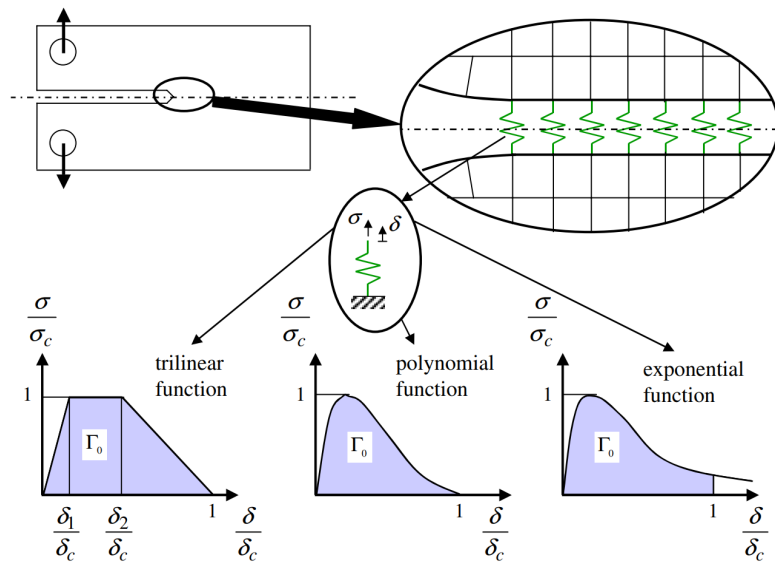 σ δ
σ/σc
trilinear
function
1
Γ0
δ1/δc
δ2/δc
1
δ/δc
σ/σc
polynomial
function
1
Γ0
1
δ/δc
σ/σc
exponential
function
1
Γ0
1
δ/δc